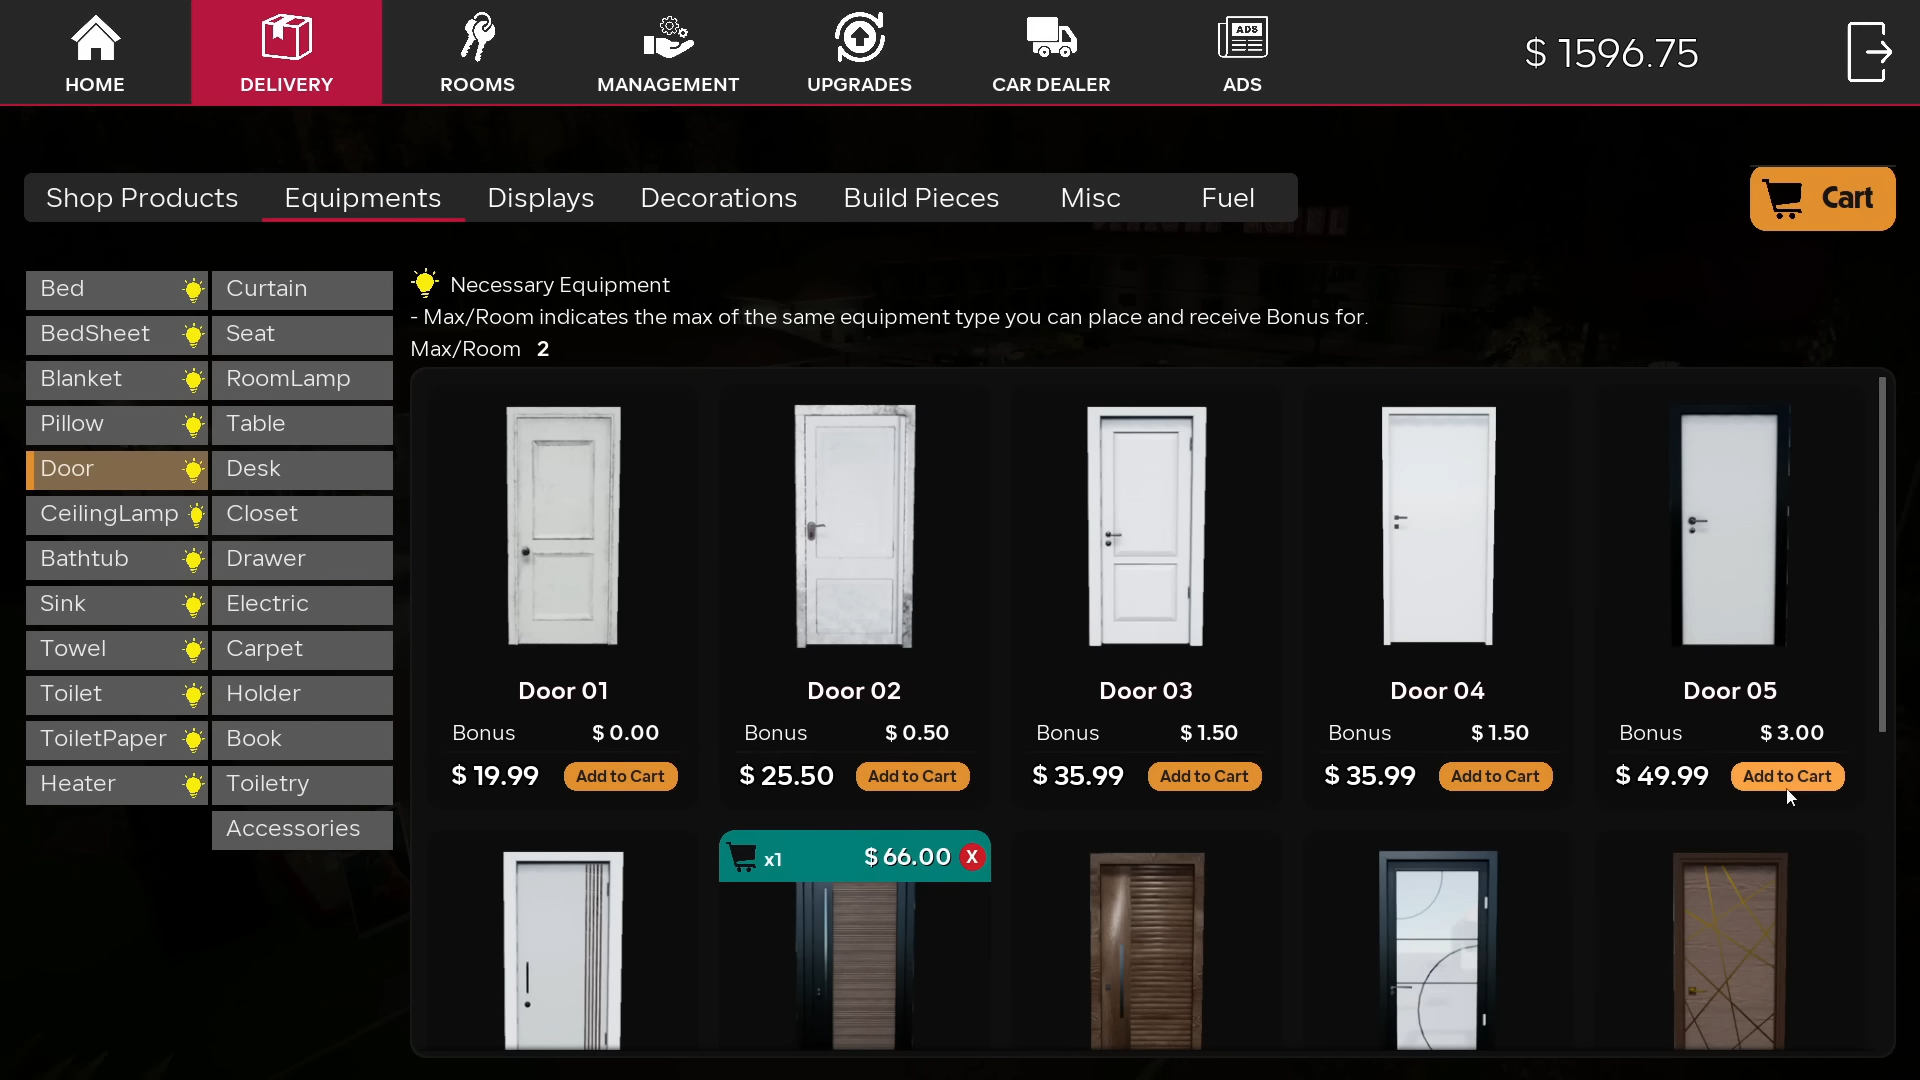 HOME
DELIVERY
ROOMS
MANAGEMENT
UPGRADES
CAR DEALER
ADS
ADS
$ 1596.75
Shop Products
Equipments
Displays
Decorations
Build Pieces
Misc
Fuel
Cart
Bed
Curtain
BedSheet
Seat
Blanket
RoomLamp
Pillow
Table
Door
Desk
CeilingLamp
Closet
Bathtub
Drawer
Sink
Electric
Towel
Carpet
Toilet
Holder
ToiletPaper
Book
Heater
Toiletry
Accessories
Necessary Equipment
- Max/Room indicates the max of the same equipment type you can place and receive Bonus for.
Max/Room 2
Door 01
Bonus $ 0.00
$ 19.99 Add to Cart
Door 02
Bonus $ 0.50
$ 25.50 Add to Cart
Door 03
Bonus $ 1.50
$ 35.99 Add to Cart
Door 04
Bonus $ 1.50
$ 35.99 Add to Cart
Door 05
Bonus $ 3.00
$ 49.99 Add to Cart
x1 $ 66.00 X